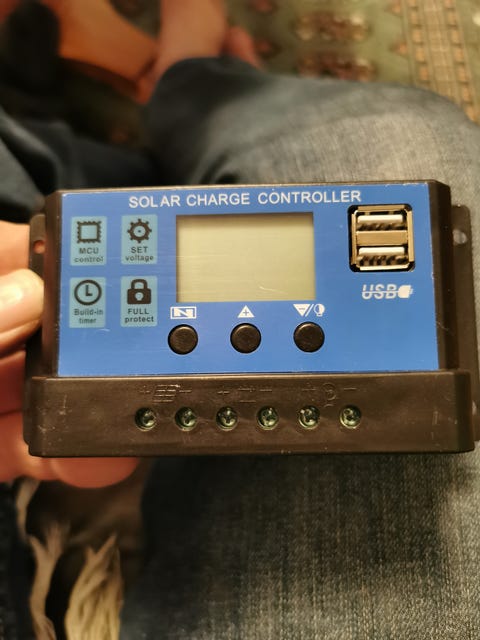 SOLAR CHARGE CONTROLLER
MCU
control
SET
voltage
Build-in
timer
FULL
protect
USB